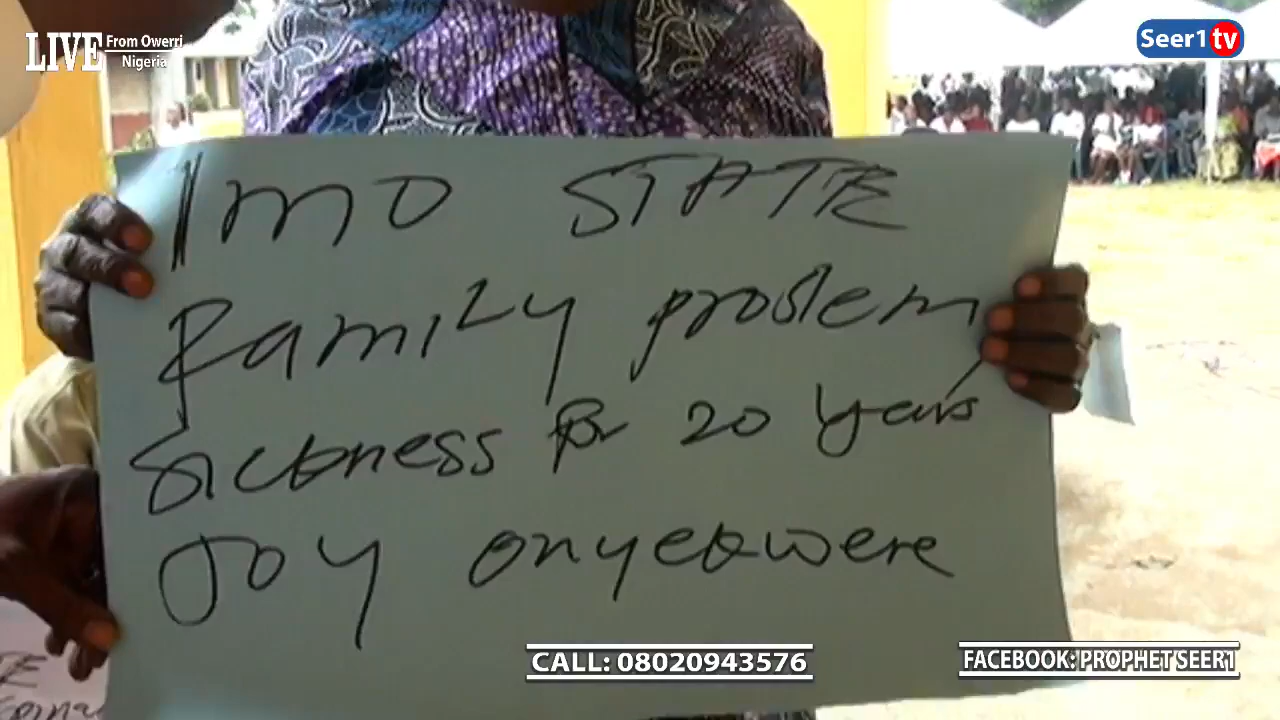 LIVE From Owerri
Nigeria
Seer1 tv
IMO STATE
Family problem
Sickness for 20 years
Joy onyekwere
CALL: 08020943576
FACEBOOK: PROPHET SEER1